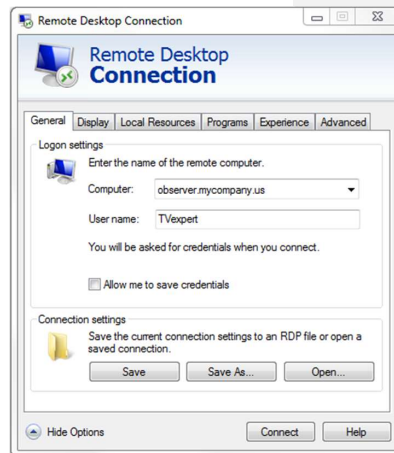 Remote Desktop Connection
Remote Desktop
Connection
General Display Local Resources Programs Experience Advanced
Logon settings
Enter the name of the remote computer.
Computer: observer.mycompany.us
User name: TVexpert
You will be asked for credentials when you connect.
Allow me to save credentials
Connection settings
Save the current connection settings to an RDP file or open a
saved connection.
Save Save As... Open...
Hide Options Connect Help